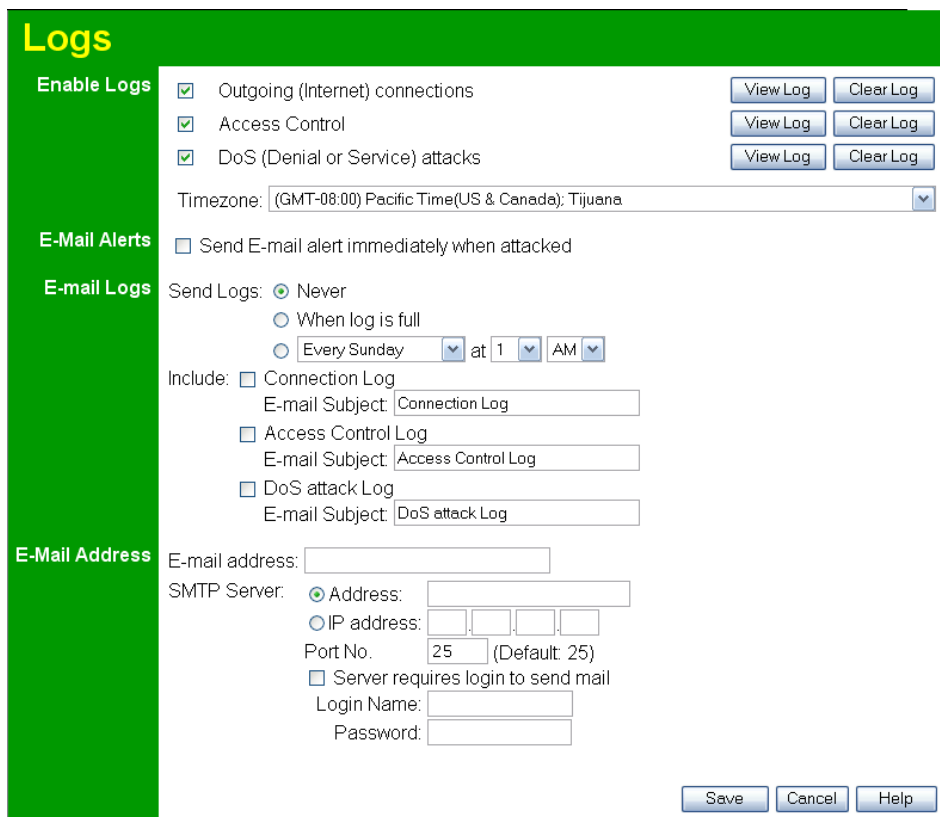 Logs
Enable Logs
Outgoing (Internet) connections View Log Clear Log
Access Control View Log Clear Log
DoS (Denial or Service) attacks View Log Clear Log
Timezone: (GMT-08:00) Pacific Time(US & Canada); Tijuana
E-Mail Alerts
Send E-mail alert immediately when attacked
E-mail Logs
Send Logs: Never
When log is full
Every Sunday at 1 AM
Include: Connection Log
E-mail Subject: Connection Log
Access Control Log
E-mail Subject: Access Control Log
DoS attack Log
E-mail Subject: DoS attack Log
E-Mail Address
E-mail address:
SMTP Server: Address:
IP address: . . .
Port No. 25 (Default: 25)
Server requires login to send mail
Login Name:
Password:
Save Cancel Help